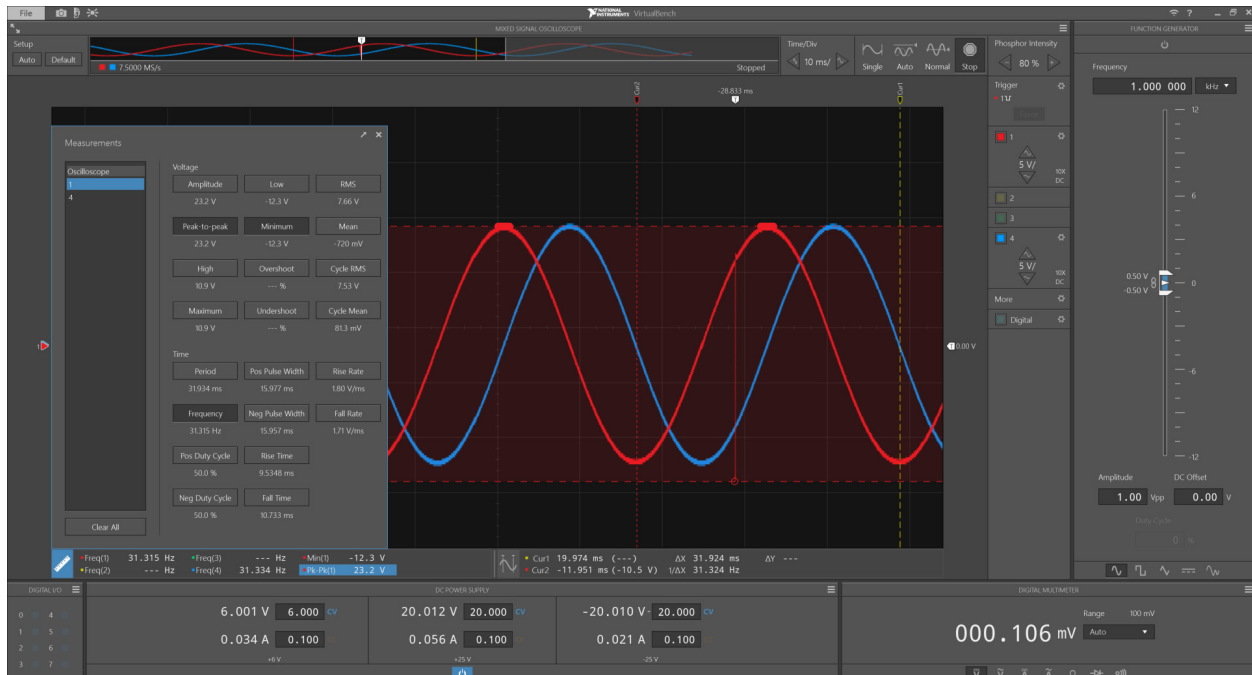 File
NATIONAL INSTRUMENTS VirtualBench
?
MIXED SIGNAL OSCILLOSCOPE
FUNCTION GENERATOR
Setup
Auto Default
7.5000 MS/s
Stopped
Time/Div
10 ms/
Single Auto Normal Stop
Phosphor Intensity
80 %
Trigger
1
1
5 V/
10X
DC
2
3
4
5 V/
10X
DC
More
Digital
Cur2
-28.833 ms
Cur1
T
1
T 0.00 V
Measurements
Oscilloscope
1
4
Clear All
Voltage
Amplitude Low RMS
23.2 V -12.3 V 7.66 V
Peak-to-peak Minimum Mean
23.2 V -12.3 V -720 mV
High Overshoot Cycle RMS
10.9 V --- % 7.53 V
Maximum Undershoot Cycle Mean
10.9 V --- % 81.3 mV
Time
Period Pos Pulse Width Rise Rate
31.934 ms 15.977 ms 1.80 V/ms
Frequency Neg Pulse Width Fall Rate
31.315 Hz 15.957 ms 1.71 V/ms
Pos Duty Cycle Rise Time
50.0 % 9.5348 ms
Neg Duty Cycle Fall Time
50.0 % 10.733 ms
Freq(1) 31.315 Hz Freq(3) --- Hz Min(1) -12.3 V
Freq(2) --- Hz Freq(4) 31.334 Hz Pk-Pk(1) 23.2 V
Cur1 19.974 ms (---) ΔX 31.924 ms ΔY ---
Cur2 -11.951 ms (-10.5 V) 1/ΔX 31.324 Hz
Frequency
1.000 000 kHz
12
6
0.50 V
-0.50 V
0
-6
-12
Amplitude DC Offset
1.00 Vpp 0.00 V
Duty Cycle
0 %
DIGITAL I/O
0 4
1 5
2 6
3 7
DC POWER SUPPLY
6.001 V 6.000 CV
0.034 A 0.100
+6 V
20.012 V 20.000 CV
0.056 A 0.100
+25 V
-20.010 V - 20.000 CV
0.021 A 0.100
-25 V
DIGITAL MULTIMETER
000.106 mV
Range 100 mV
Auto